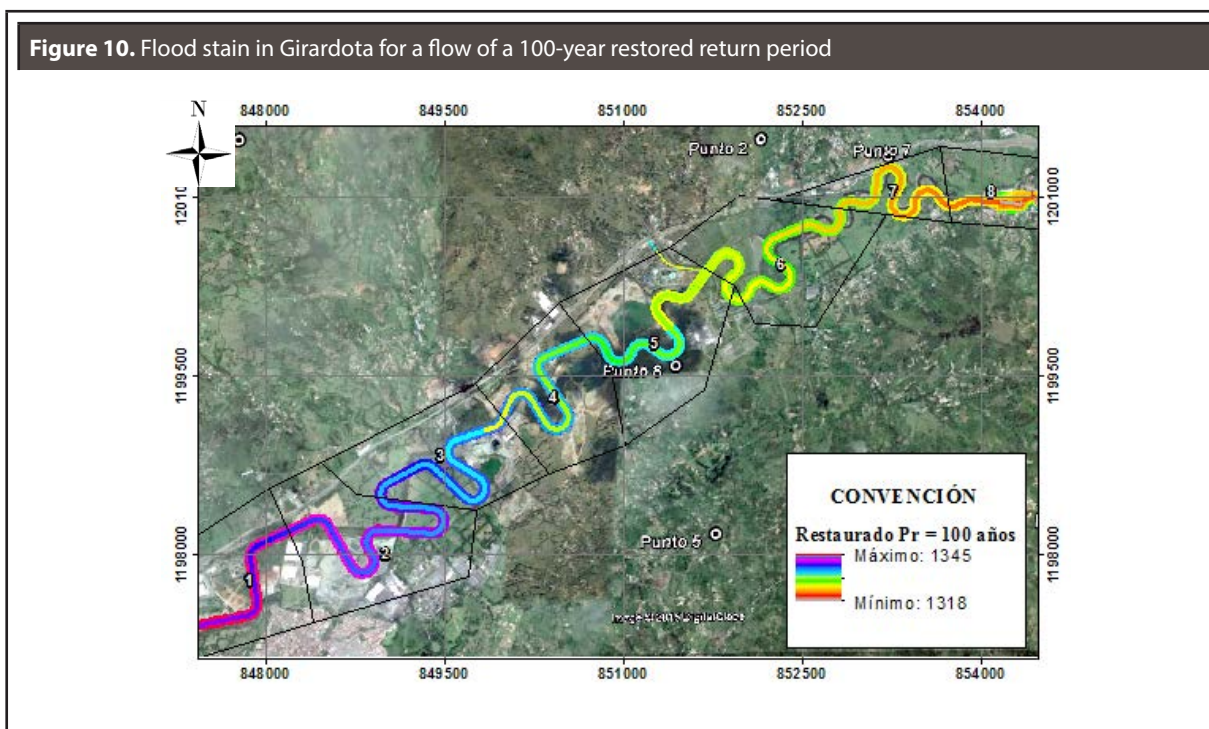 Figure 10. Flood stain in Girardota for a flow of a 100-year restored return period
N
848000 849500 851000 852500 854000
1201000
1199500
1198000
1201000
1199500
1198000
Punto 2
Punto 7
Punto 6
Punto 5
1
2
3
4
5
6
7
8
CONVENCIÓN
Restaurado Pr = 100 años
Máximo: 1345
Mínimo: 1318
848000 849500 851000 852500 854000